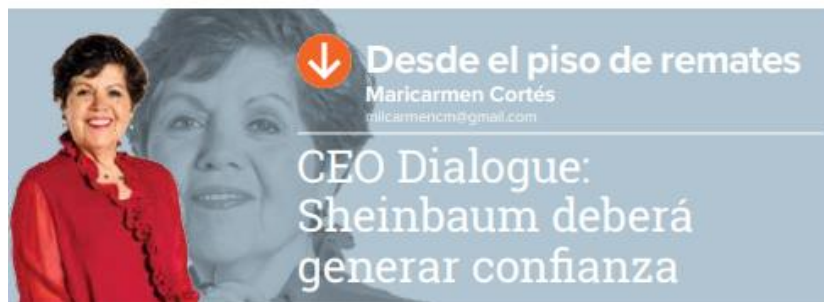 Desde el piso de remates
Maricarmen Cortés
milcarmencm@gmail.com
CEO Dialogue:
Sheinbaum deberá
generar confianza